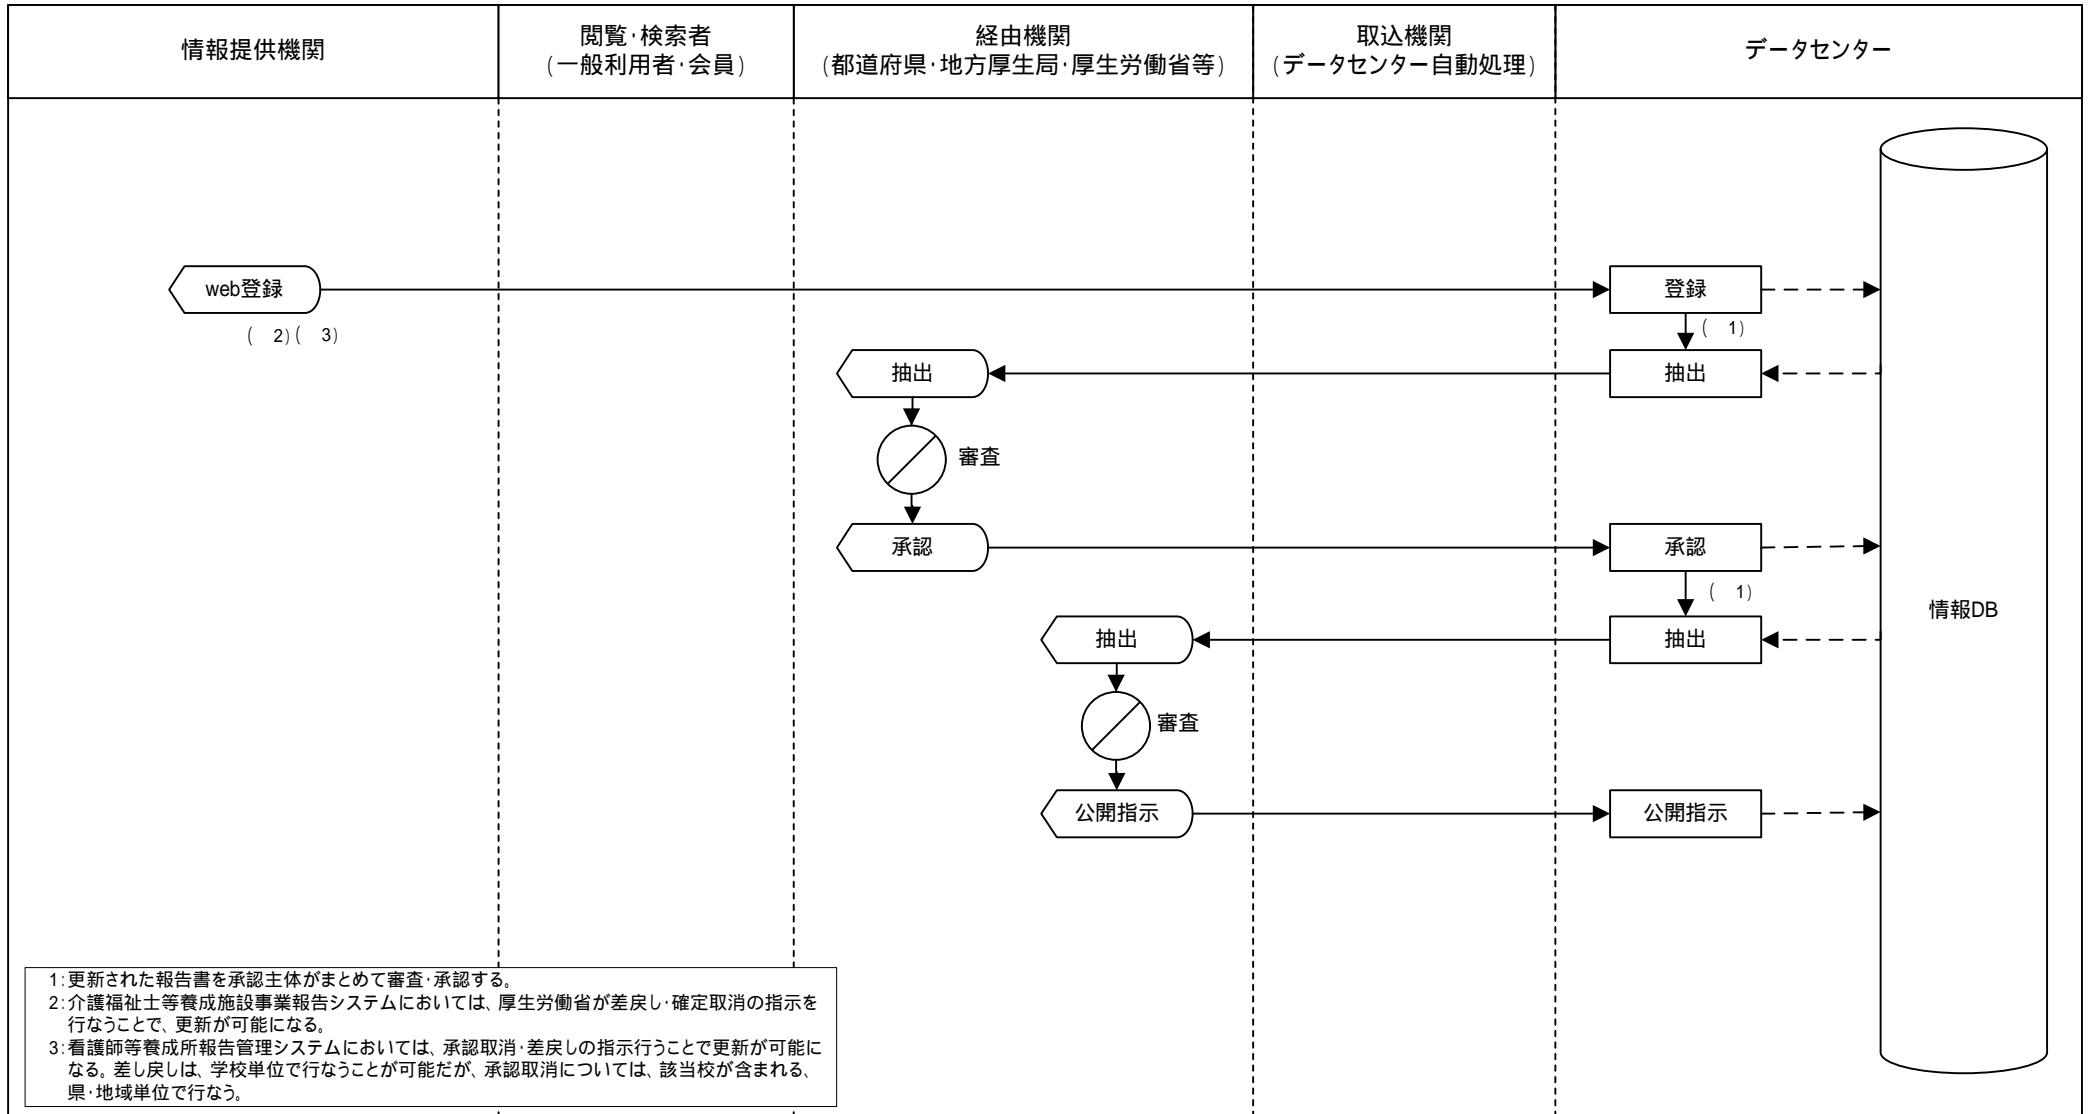 情報提供機関
閲覧･検索者
(一般利用者･会員)
経由機関
(都道府県･地方厚生局･厚生労働省等)
取込機関
(データセンター自動処理)
データセンター
web登録
登録
( 2)( 3)
( 1)
抽出
抽出
審査
承認
承認
( 1)
情報DB
抽出
抽出
審査
公開指示
公開指示
1:更新された報告書を承認主体がまとめて審査･承認する。
2:介護福祉士等養成施設事業報告システムにおいては、厚生労働省が差戻し･確定取消の指示を
行なうことで、更新が可能になる。
3:看護師等養成所報告管理システムにおいては、承認取消･差戻しの指示行うことで更新が可能に
なる。差し戻しは、学校単位で行なうことが可能だが、承認取消については、該当校が含まれる、
県･地域単位で行なう。